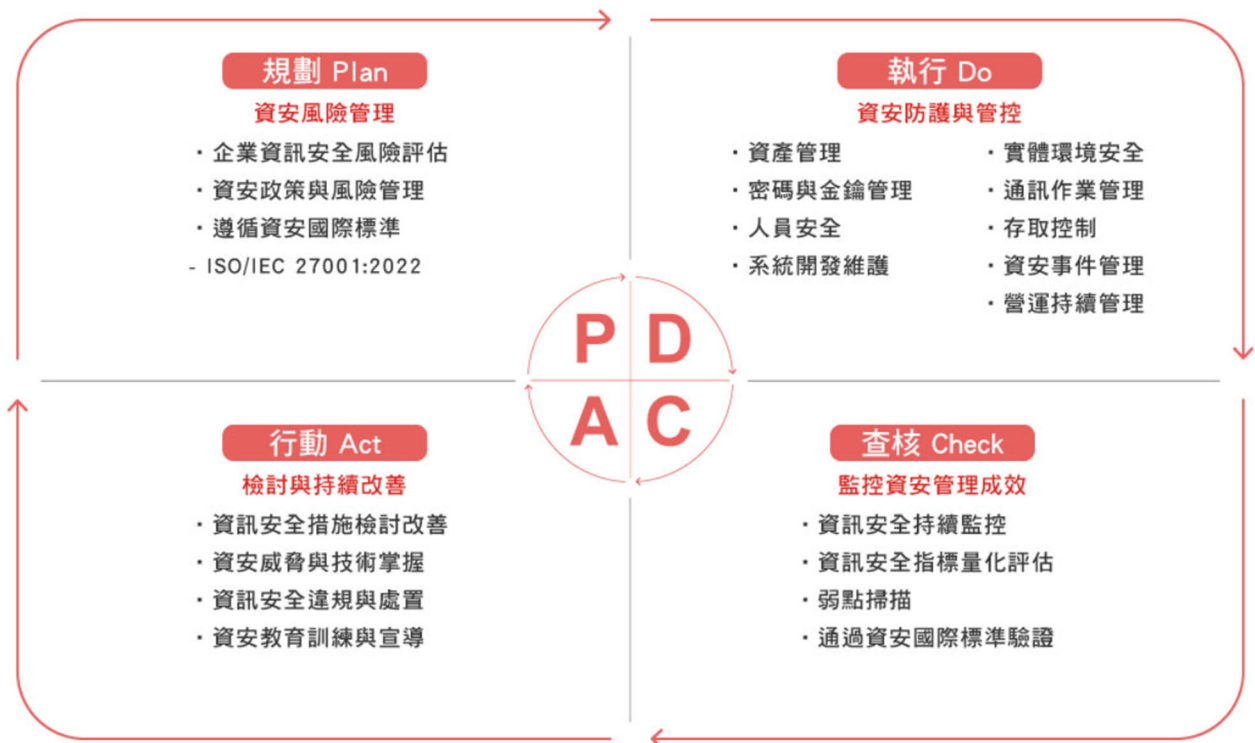 規劃 Plan
資安風險管理
・企業資訊安全風險評估
・資安政策與風險管理
・遵循資安國際標準
- ISO/IEC 27001:2022
執行 Do
資安防護與管控
・資產管理
・密碼與金鑰管理
・人員安全
・系統開發維護
・實體環境安全
・通訊作業管理
・存取控制
・資安事件管理
・營運持續管理
P D
A C
行動 Act
檢討與持續改善
・資訊安全措施檢討改善
・資安威脅與技術掌握
・資訊安全違規與處置
・資安教育訓練與宣導
查核 Check
監控資安管理成效
・資訊安全持續監控
・資訊安全指標量化評估
・弱點掃描
・通過資安國際標準驗證